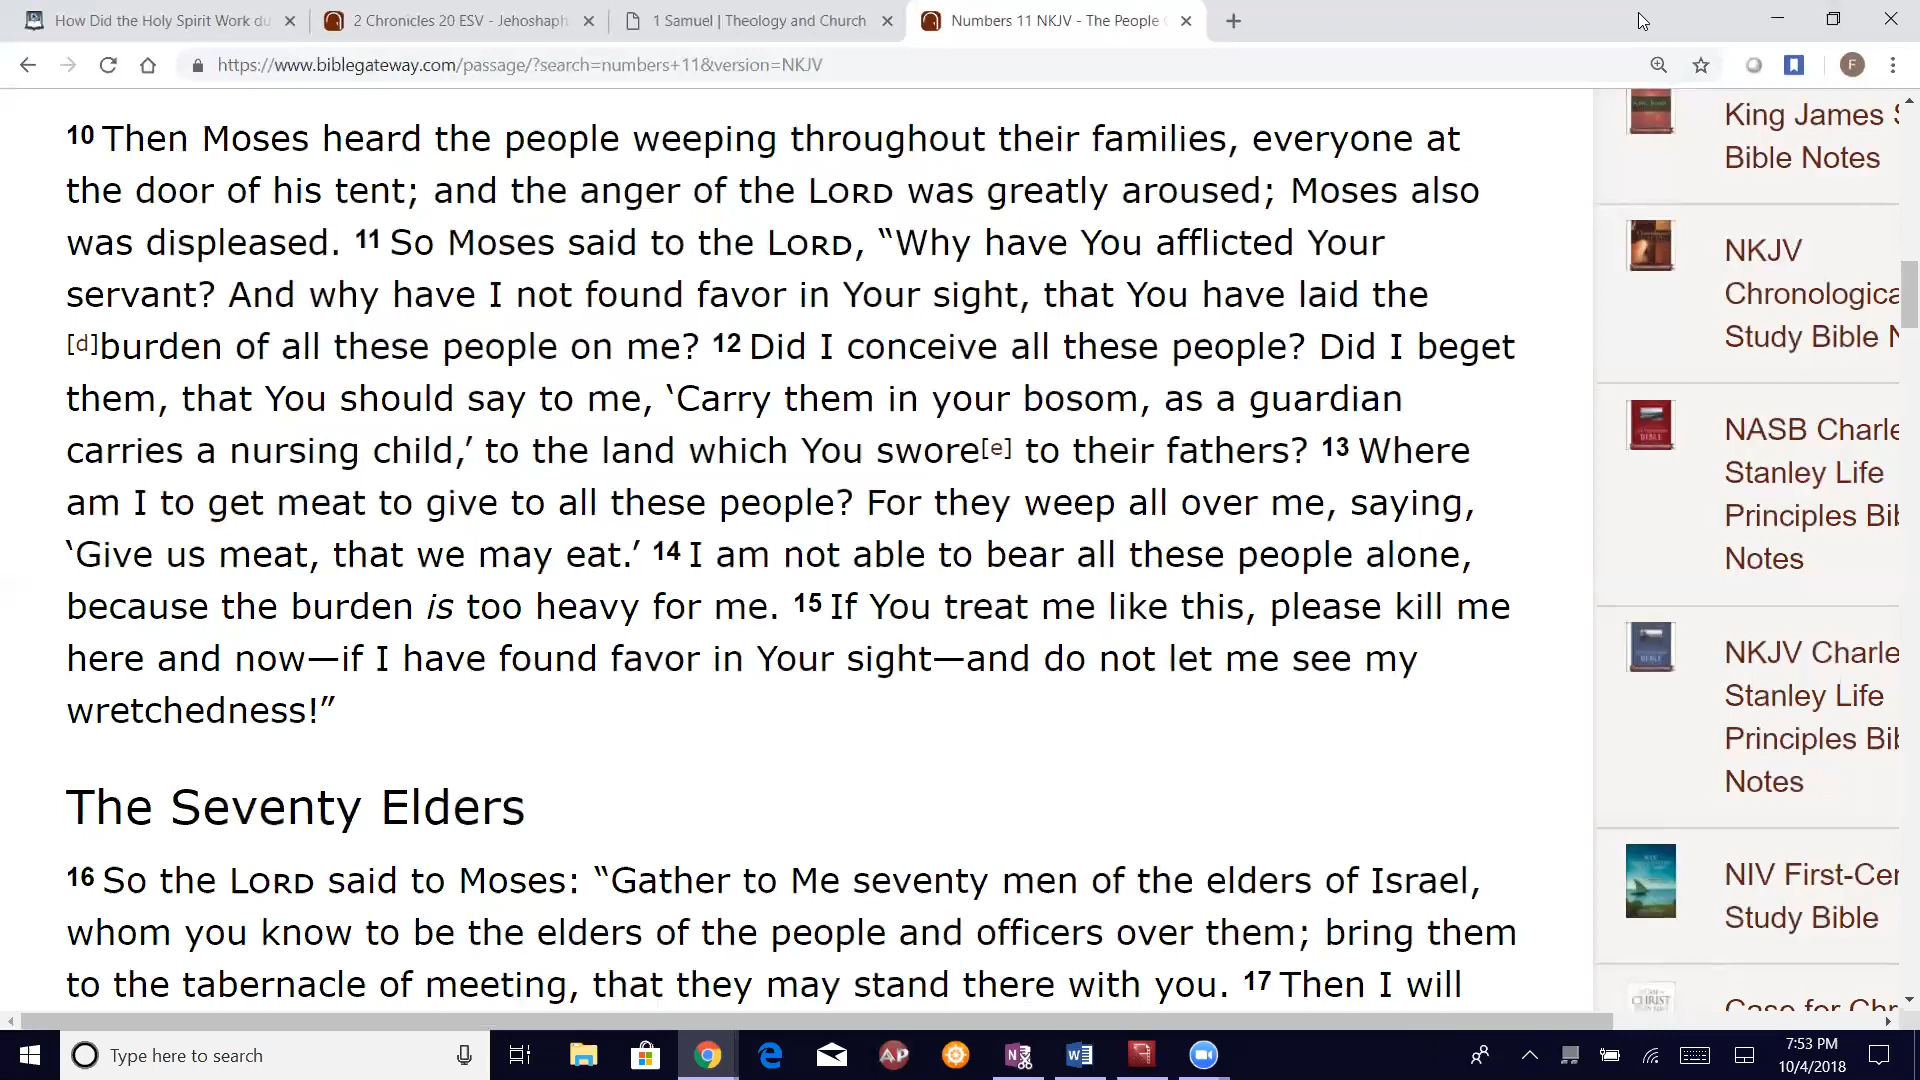 How Did the Holy Spirit Work du
2 Chronicles 20 ESV - Jehoshaph
1 Samuel | Theology and Church
Numbers 11 NKJV - The People
https://www.biblegateway.com/passage/?search=numbers+11&version=NKJV
F
10 Then Moses heard the people weeping throughout their families, everyone at
the door of his tent; and the anger of the LORD was greatly aroused; Moses also
was displeased. 11 So Moses said to the LORD, “Why have You afflicted Your
servant? And why have I not found favor in Your sight, that You have laid the
[d]burden of all these people on me? 12 Did I conceive all these people? Did I beget
them, that You should say to me, ‘Carry them in your bosom, as a guardian
carries a nursing child,’ to the land which You swore[e] to their fathers? 13 Where
am I to get meat to give to all these people? For they weep all over me, saying,
‘Give us meat, that we may eat.’ 14 I am not able to bear all these people alone,
because the burden is too heavy for me. 15 If You treat me like this, please kill me
here and now—if I have found favor in Your sight—and do not let me see my
wretchedness!”
The Seventy Elders
16 So the LORD said to Moses: “Gather to Me seventy men of the elders of Israel,
whom you know to be the elders of the people and officers over them; bring them
to the tabernacle of meeting, that they may stand there with you. 17 Then I will
King James S
Bible Notes
NKJV
Chronologica
Study Bible N
NASB Charle
Stanley Life
Principles Bib
Notes
NKJV Charle
Stanley Life
Principles Bib
Notes
NIV First-Cen
Study Bible
Case for Chr
Type here to search
AP
7:53 PM
10/4/2018